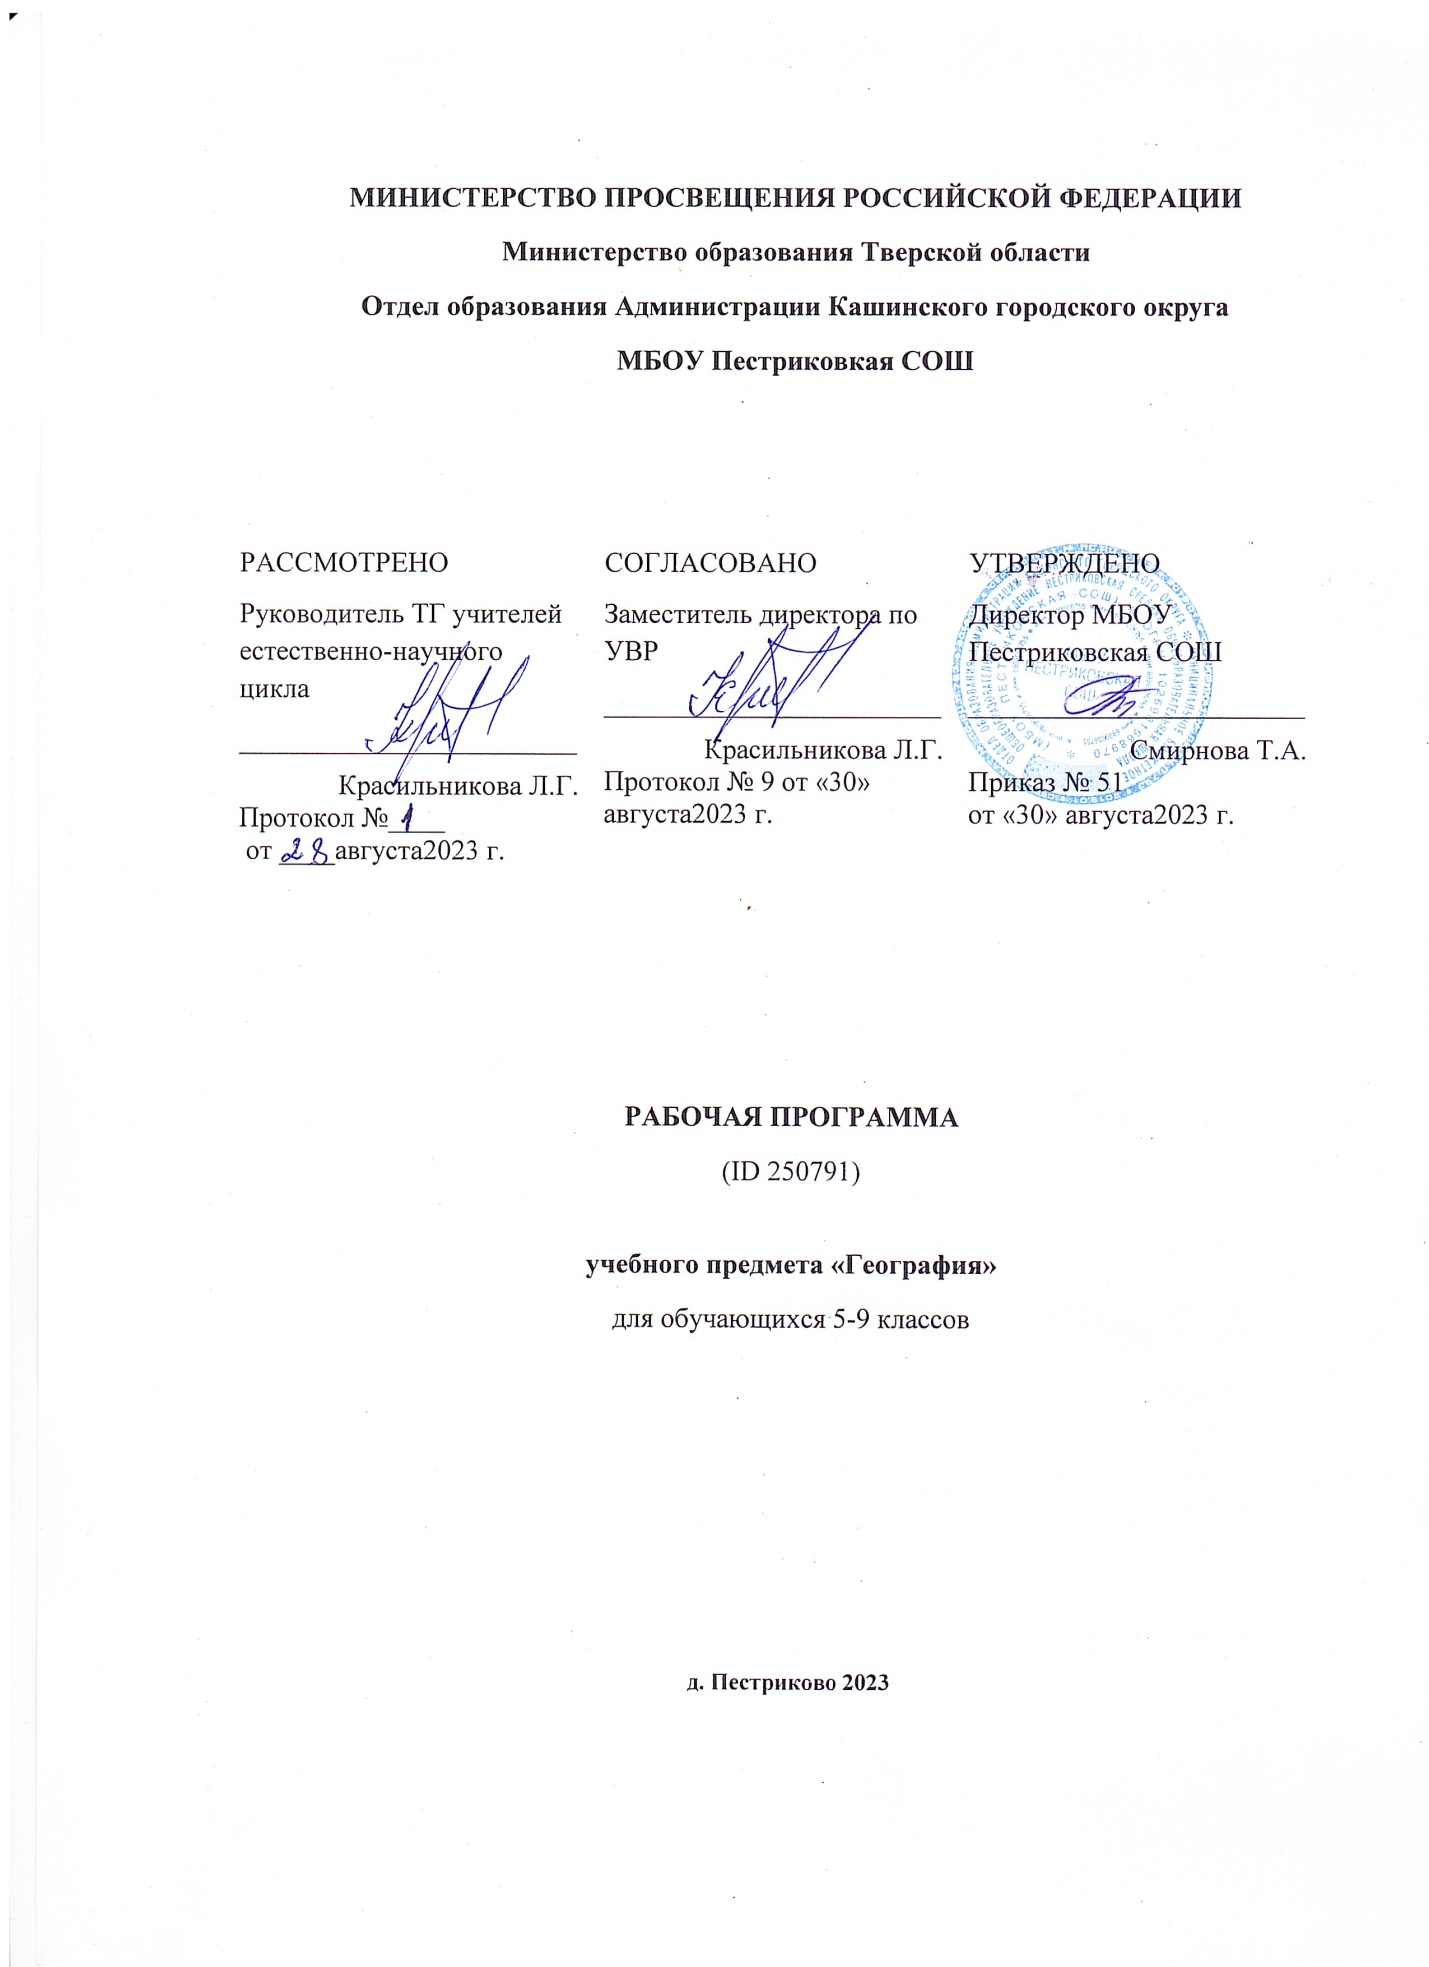 МИНИСТЕРСТВО ПРОСВЕЩЕНИЯ РОССИЙСКОЙ ФЕДЕРАЦИИ
Министерство образования Тверской области
Отдел образования Администрации Кашинского городского округа
МБОУ Пестриковкая СОШ
РАССМОТРЕНО
Руководитель ТГ учителей
естественно-научного
цикла
Красильникова Л.Г.
Протокол № 1
от 28 августа2023 г.
СОГЛАСОВАНО
Заместитель директора по
УВР
Красильникова Л.Г.
Протокол № 9 от «30»
августа2023 г.
УТВЕРЖДЕНО
Директор МБОУ
Пестриковская СОШ
Смирнова Т.А.
Приказ № 51
от «30» августа2023 г.
РАБОЧАЯ ПРОГРАММА
(ID 250791)
учебного предмета «География»
для обучающихся 5-9 классов
д. Пестриково 2023